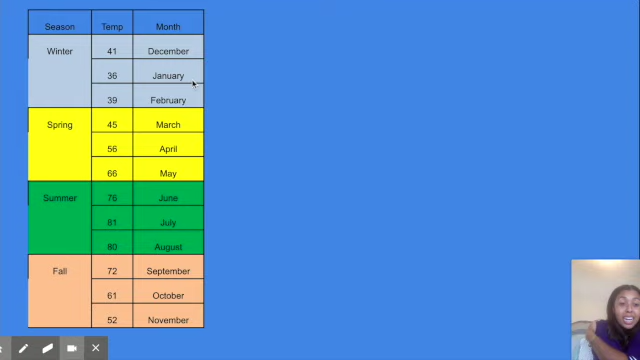 Season Temp Month
Winter 41 December
36 January
39 February
Spring 45 March
56 April
66 May
Summer 76 June
81 July
80 August
Fall 72 September
61 October
52 November